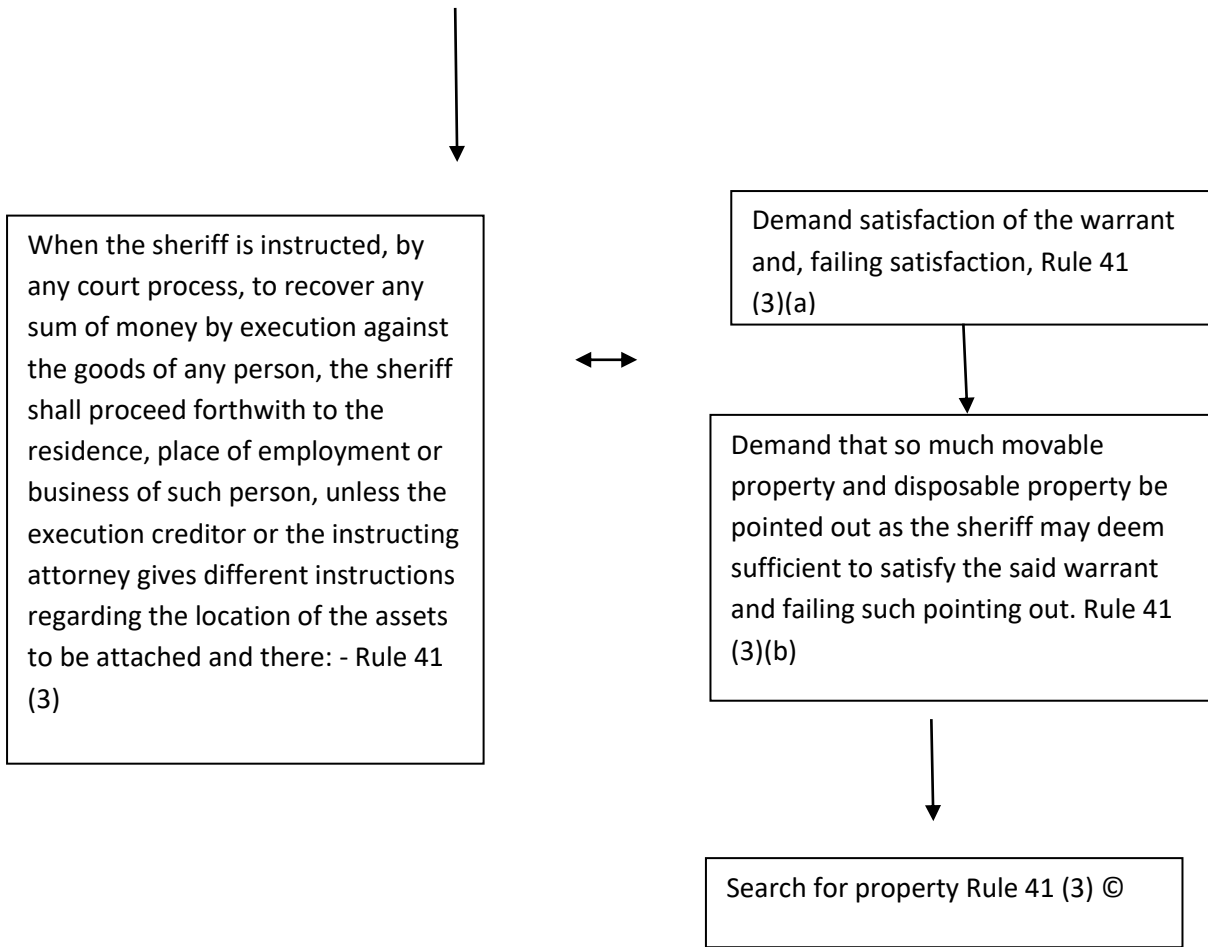 When the sheriff is instructed, by
any court process, to recover any
sum of money by execution against
the goods of any person, the sheriff
shall proceed forthwith to the
residence, place of employment or
business of such person, unless the
execution creditor or the instructing
attorney gives different instructions
regarding the location of the assets
to be attached and there: - Rule 41
(3)
Demand satisfaction of the warrant
and, failing satisfaction, Rule 41
(3)(a)
Demand that so much movable
property and disposable property be
pointed out as the sheriff may deem
sufficient to satisfy the said warrant
and failing such pointing out. Rule 41
(3)(b)
Search for property Rule 41 (3) ©